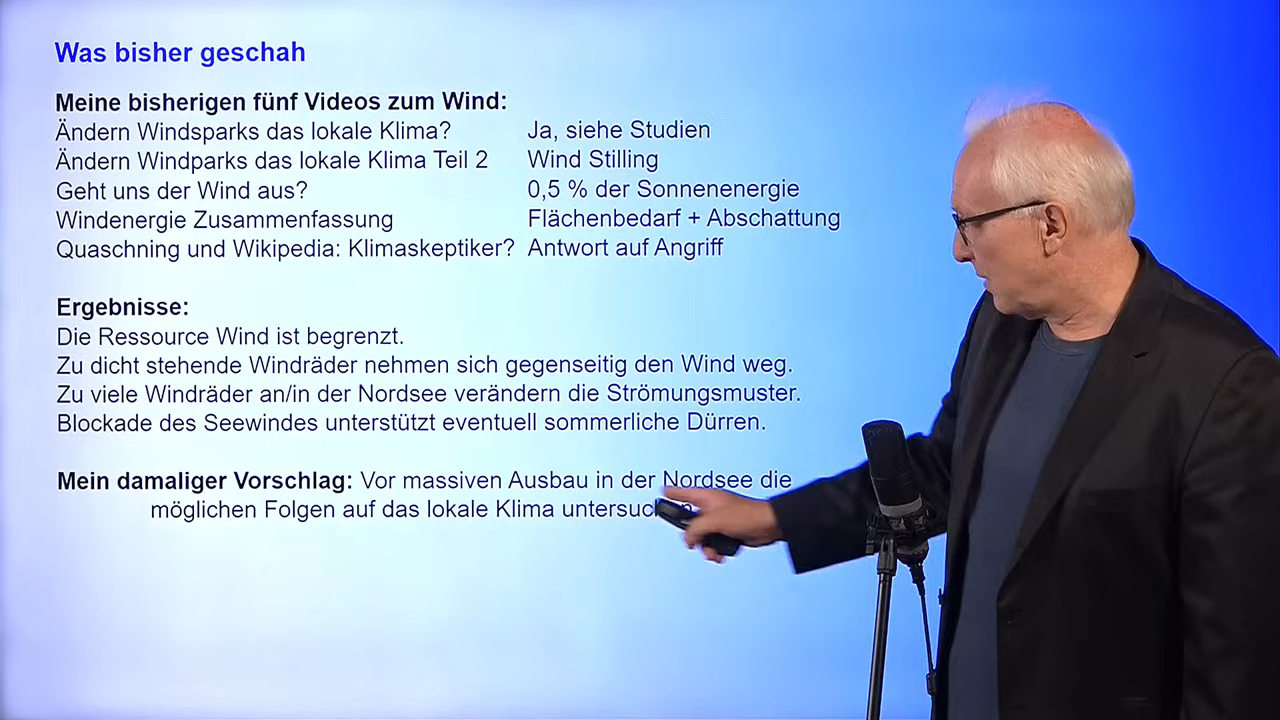 Was bisher geschah
Meine bisherigen fünf Videos zum Wind:
Ändern Windsparks das lokale Klima? Ja, siehe Studien
Ändern Windparks das lokale Klima Teil 2 Wind Stilling
Geht uns der Wind aus? 0,5 % der Sonnenenergie
Windenergie Zusammenfassung Flächenbedarf + Abschattung
Quaschning und Wikipedia: Klimaskeptiker? Antwort auf Angriff
Ergebnisse:
Die Ressource Wind ist begrenzt.
Zu dicht stehende Windräder nehmen sich gegenseitig den Wind weg.
Zu viele Windräder an/in der Nordsee verändern die Strömungsmuster.
Blockade des Seewindes unterstützt eventuell sommerliche Dürren.
Mein damaliger Vorschlag: Vor massiven Ausbau in der Nordsee die
möglichen Folgen auf das lokale Klima